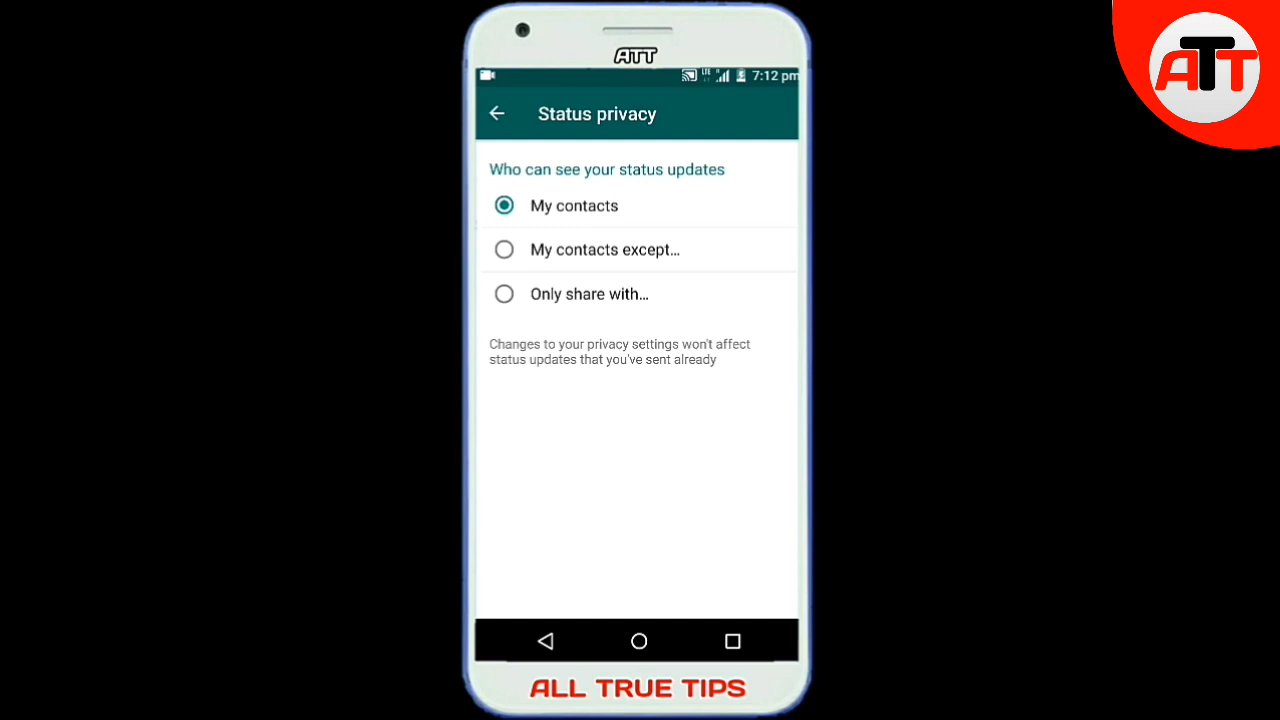 ATT
ATT
7:12 pm
Status privacy
Who can see your status updates
My contacts
My contacts except...
Only share with...
Changes to your privacy settings won't affect
status updates that you've sent already
ALL TRUE TIPS